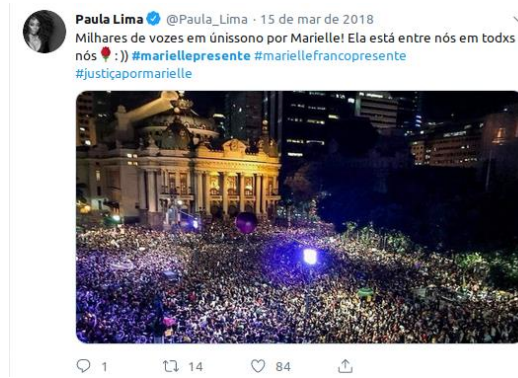 Paula Lima @Paula_Lima · 15 de mar de 2018
Milhares de vozes em únissono por Marielle! Ela está entre nós em todxs
nós🌹:)) #mariellepresente #mariellefrancopresente
#justiçapormarielle
1 14 84